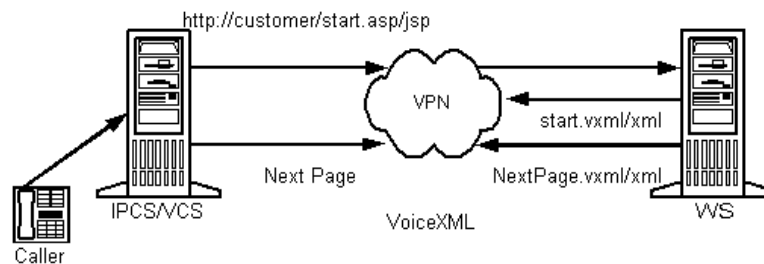 http://customer/start.asp/jsp
VPN
start.vxml/xml
Next Page
NextPage.vxml/xml
IPCS/VCS
VoiceXML
WS
Caller